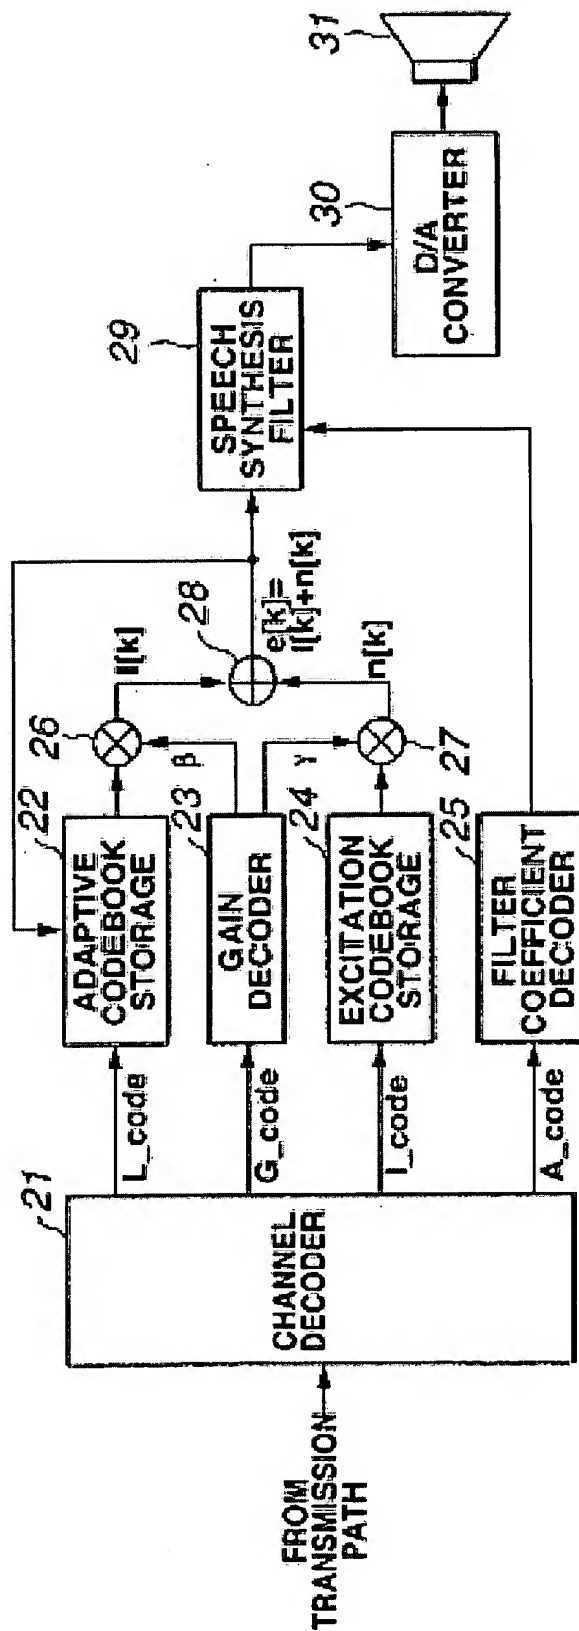 FROM
TRANSMISSION
PATH
21
CHANNEL
DECODER
L_code
G_code
I_code
A_code
22
ADAPTIVE
CODEBOOK
STORAGE
23
GAIN
DECODER
24
EXCITATION
CODEBOOK
STORAGE
25
FILTER
COEFFICIENT
DECODER
26
β
γ
27
l[k]
28
e[k]=
l[k]+n[k]
n[k]
29
SPEECH
SYNTHESIS
FILTER
30
D/A
CONVERTER
31